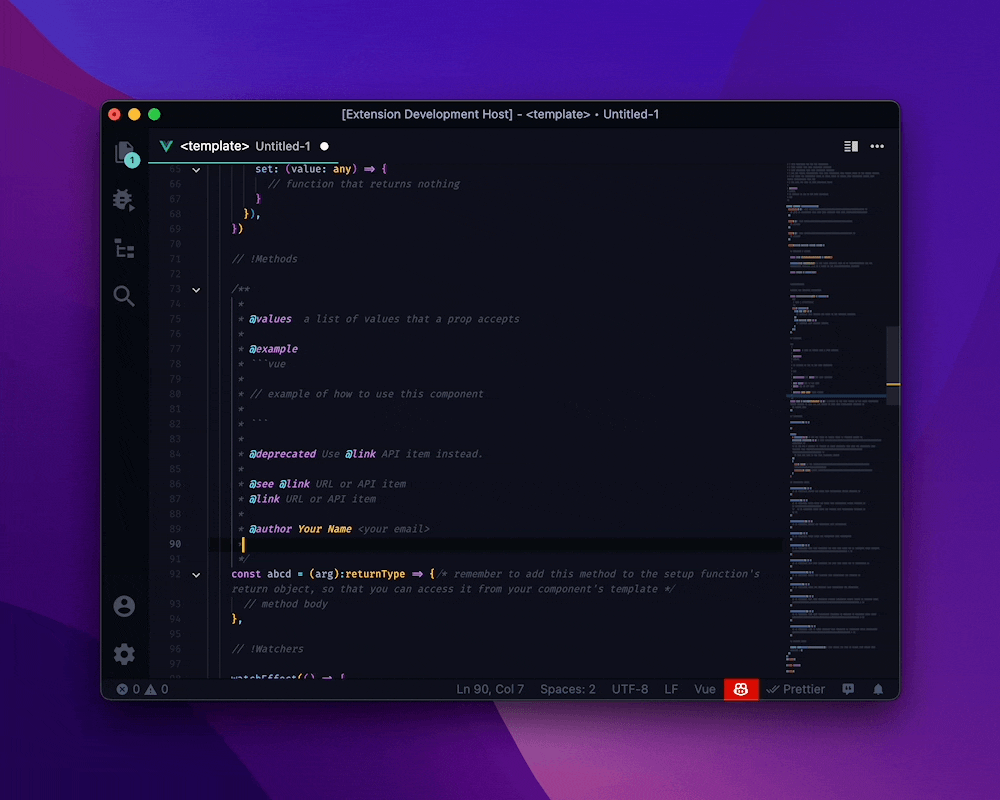 [Extension Development Host] - <template> • Untitled-1
1
<template> Untitled-1
65 set: (value: any) => {
66 // function that returns nothing
67 }
68 }),
69 })
70
71 // !Methods
72
73 /**
74 *
75 * @values a list of values that a prop accepts
76 *
77 * @example
78 * ```vue
79 *
80 * // example of how to use this component
81 *
82 * ```
83 *
84 * @deprecated Use @link API item instead.
85 *
86 * @see @link URL or API item
87 * @link URL or API item
88 *
89 * @author Your Name <your email>
90
91 */
92 const abcd = (arg):returnType => { /* remember to add this method to the setup function's
return object, so that you can access it from your component's template */
93 // method body
94 },
95
96 // !Watchers
97
98 watchEffect(() => {
0 0 Ln 90, Col 7 Spaces: 2 UTF-8 LF Vue Prettier